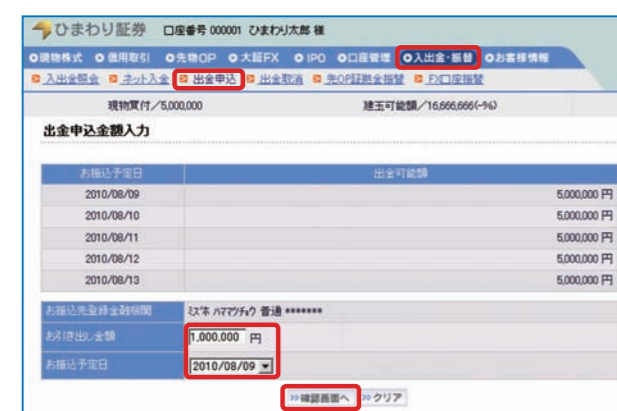 ひまわり証券 口座番号 000001 ひまわり太郎 様
現物株式 信用取引 先物OP 大証FX IPO 口座管理 入出金・振替 お客様情報
入出金照会 ネット入金 出金申込 出金取消 先OP証拠金振替 FX口座振替
現物買付／5,000,000 建玉可能額／16,666,666(-%)
出金申込金額入力
お振込予定日 出金可能額
2010/08/09 5,000,000 円
2010/08/10 5,000,000 円
2010/08/11 5,000,000 円
2010/08/12 5,000,000 円
2010/08/13 5,000,000 円
お振込先登録金融機関 ミズホ ハママツチョウ 普通 *******
お引き出し金額 1,000,000 円
お振込予定日 2010/08/09
確認画面へ クリア